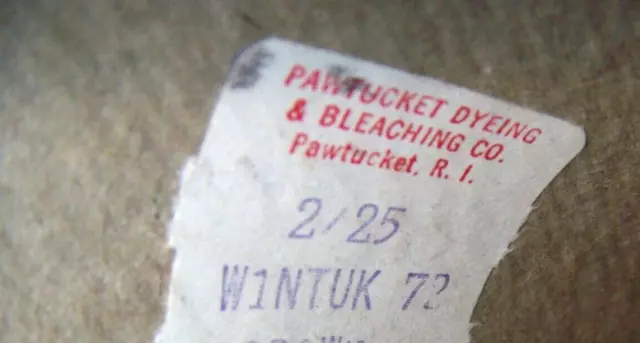 PAWTUCKET DYEING
& BLEACHING CO.
Pawtucket, R. I.
2/25
W1NTUK 72